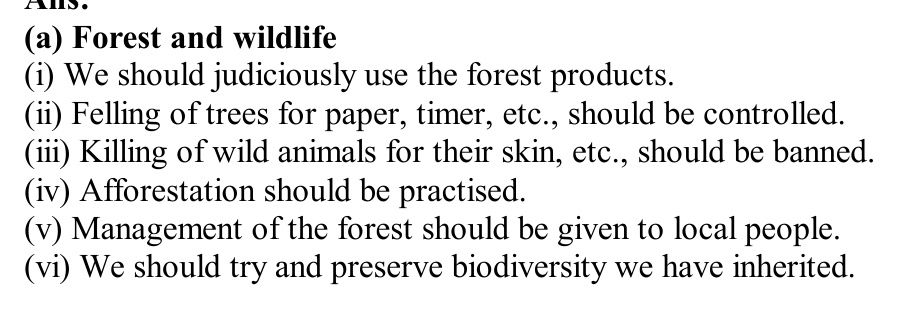 Ans.
(a) Forest and wildlife
(i) We should judiciously use the forest products.
(ii) Felling of trees for paper, timer, etc., should be controlled.
(iii) Killing of wild animals for their skin, etc., should be banned.
(iv) Afforestation should be practised.
(v) Management of the forest should be given to local people.
(vi) We should try and preserve biodiversity we have inherited.